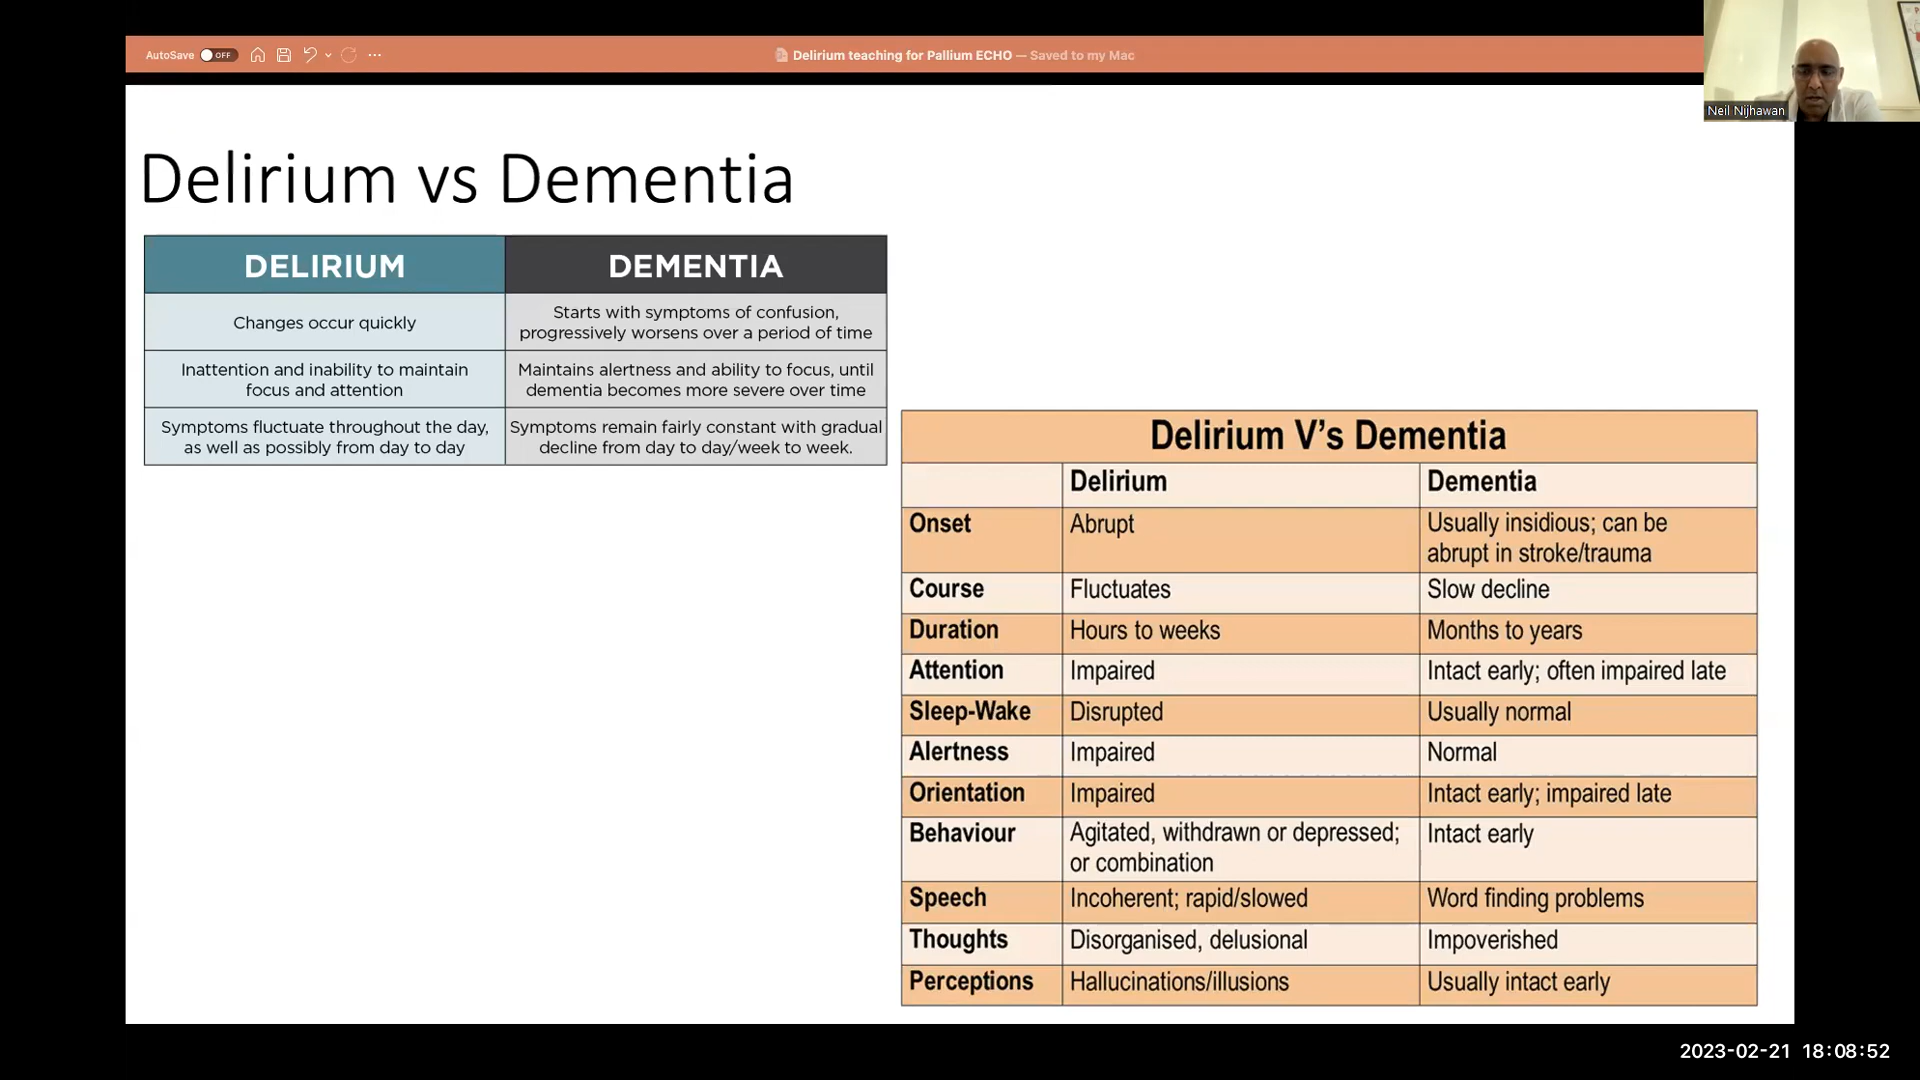 AutoSave OFF
Delirium teaching for Pallium ECHO — Saved to my Mac
Neil Nijhawan
Delirium vs Dementia
DELIRIUM DEMENTIA
Changes occur quickly
Starts with symptoms of confusion,
progressively worsens over a period of time
Inattention and inability to maintain
focus and attention
Maintains alertness and ability to focus, until
dementia becomes more severe over time
Symptoms fluctuate throughout the day,
as well as possibly from day to day
Symptoms remain fairly constant with gradual
decline from day to day/week to week.
Delirium V’s Dementia
Delirium Dementia
Onset Abrupt Usually insidious; can be
abrupt in stroke/trauma
Course Fluctuates Slow decline
Duration Hours to weeks Months to years
Attention Impaired Intact early; often impaired late
Sleep-Wake Disrupted Usually normal
Alertness Impaired Normal
Orientation Impaired Intact early; impaired late
Behaviour Agitated, withdrawn or depressed; Intact early
or combination
Speech Incoherent; rapid/slowed Word finding problems
Thoughts Disorganised, delusional Impoverished
Perceptions Hallucinations/illusions Usually intact early
2023-02-21 18:08:52